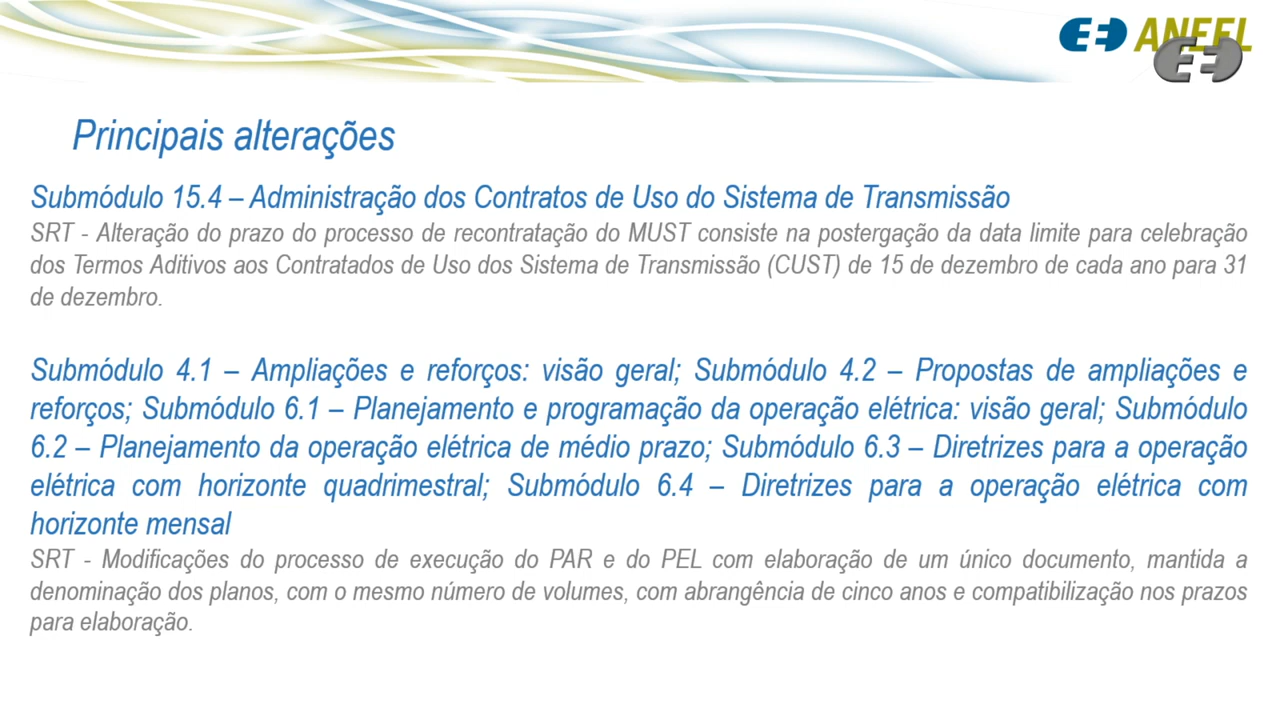 ANEEL
Principais alterações
Submódulo 15.4 – Administração dos Contratos de Uso do Sistema de Transmissão
SRT - Alteração do prazo do processo de recontratação do MUST consiste na postergação da data limite para celebração
dos Termos Aditivos aos Contratados de Uso dos Sistema de Transmissão (CUST) de 15 de dezembro de cada ano para 31
de dezembro.
Submódulo 4.1 – Ampliações e reforços: visão geral; Submódulo 4.2 – Propostas de ampliações e
reforços; Submódulo 6.1 – Planejamento e programação da operação elétrica: visão geral; Submódulo
6.2 – Planejamento da operação elétrica de médio prazo; Submódulo 6.3 – Diretrizes para a operação
elétrica com horizonte quadrimestral; Submódulo 6.4 – Diretrizes para a operação elétrica com
horizonte mensal
SRT - Modificações do processo de execução do PAR e do PEL com elaboração de um único documento, mantida a
denominação dos planos, com o mesmo número de volumes, com abrangência de cinco anos e compatibilização nos prazos
para elaboração.